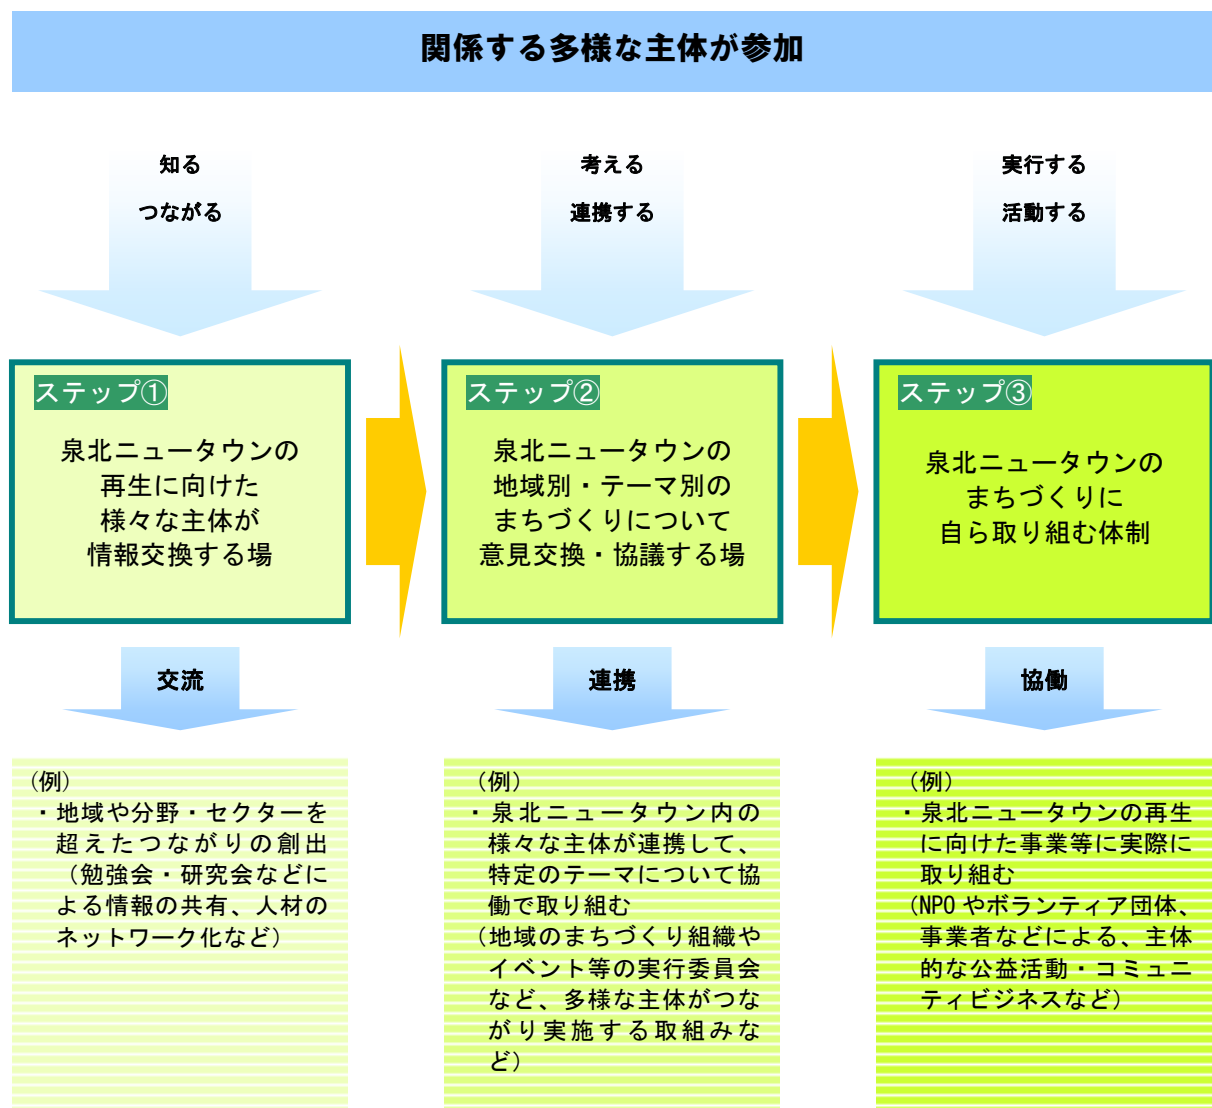 関係する多様な主体が参加
知る
つながる
考える
連携する
実行する
活動する
ステップ①
泉北ニュータウンの
再生に向けた
様々な主体が
情報交換する場
ステップ②
泉北ニュータウンの
地域別・テーマ別の
まちづくりについて
意見交換・協議する場
ステップ③
泉北ニュータウンの
まちづくりに
自ら取り組む体制
交流
連携
協働
(例)
・地域や分野・セクターを
超えたつながりの創出
(勉強会・研究会などに
よる情報の共有、人材の
ネットワーク化など)
(例)
・泉北ニュータウン内の
様々な主体が連携して、
特定のテーマについて協
働で取り組む
(地域のまちづくり組織や
イベント等の実行委員会
など、多様な主体がつな
がり実施する取組みな
ど)
(例)
・泉北ニュータウンの再生
に向けた事業等に実際に
取り組む
(NPOやボランティア団体、
事業者などによる、主体
的な公益活動・コミュニ
ティビジネスなど)